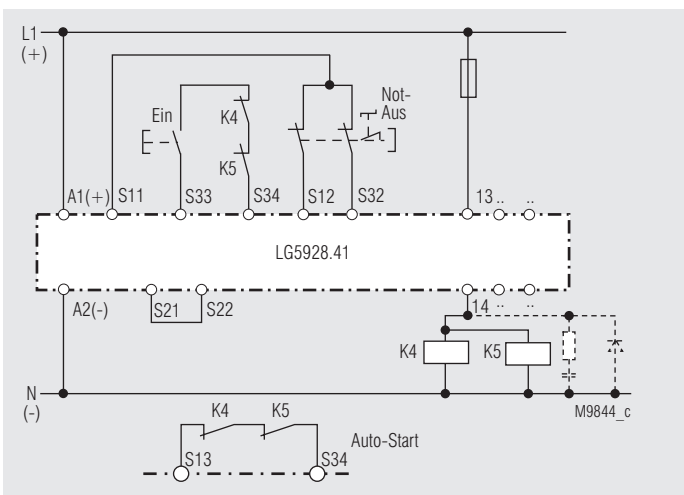 L1
(+)
Ein
K4
K5
Not-
Aus
A1(+) S11 S33 S34 S12 S32 13 .. ..
LG5928.41
A2(-) S21 S22 14 .. ..
K4 K5
N
(-)
M9844_c
K4 K5
Auto-Start
S13 S34